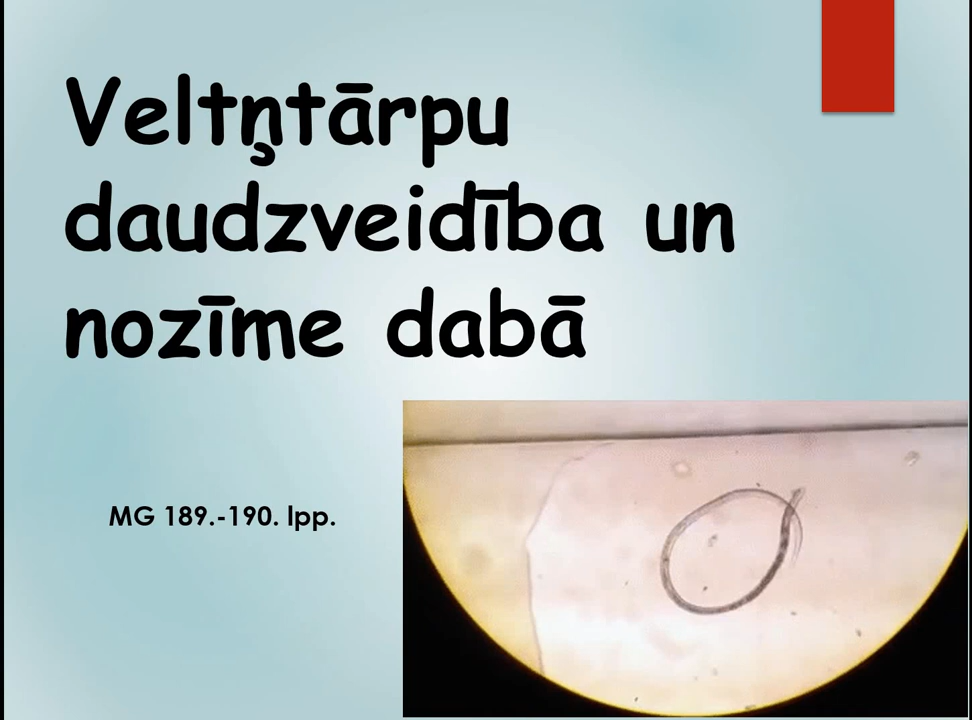 Veltņtārpu
daudzveidība un
nozīme dabā
MG 189.-190. lpp.